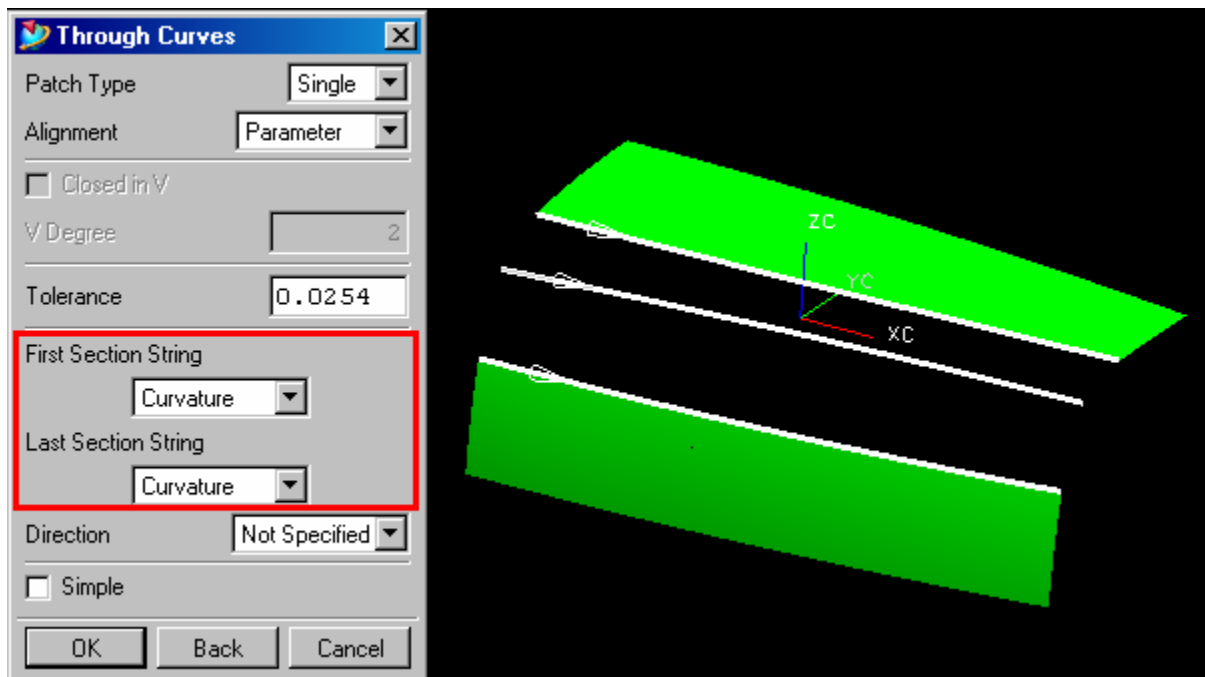 Through Curves
Patch Type Single
Alignment Parameter
Closed in V
V Degree 2
Tolerance 0.0254
First Section String
Curvature
Last Section String
Curvature
Direction Not Specified
Simple
OK Back Cancel
ZC
YC
XC